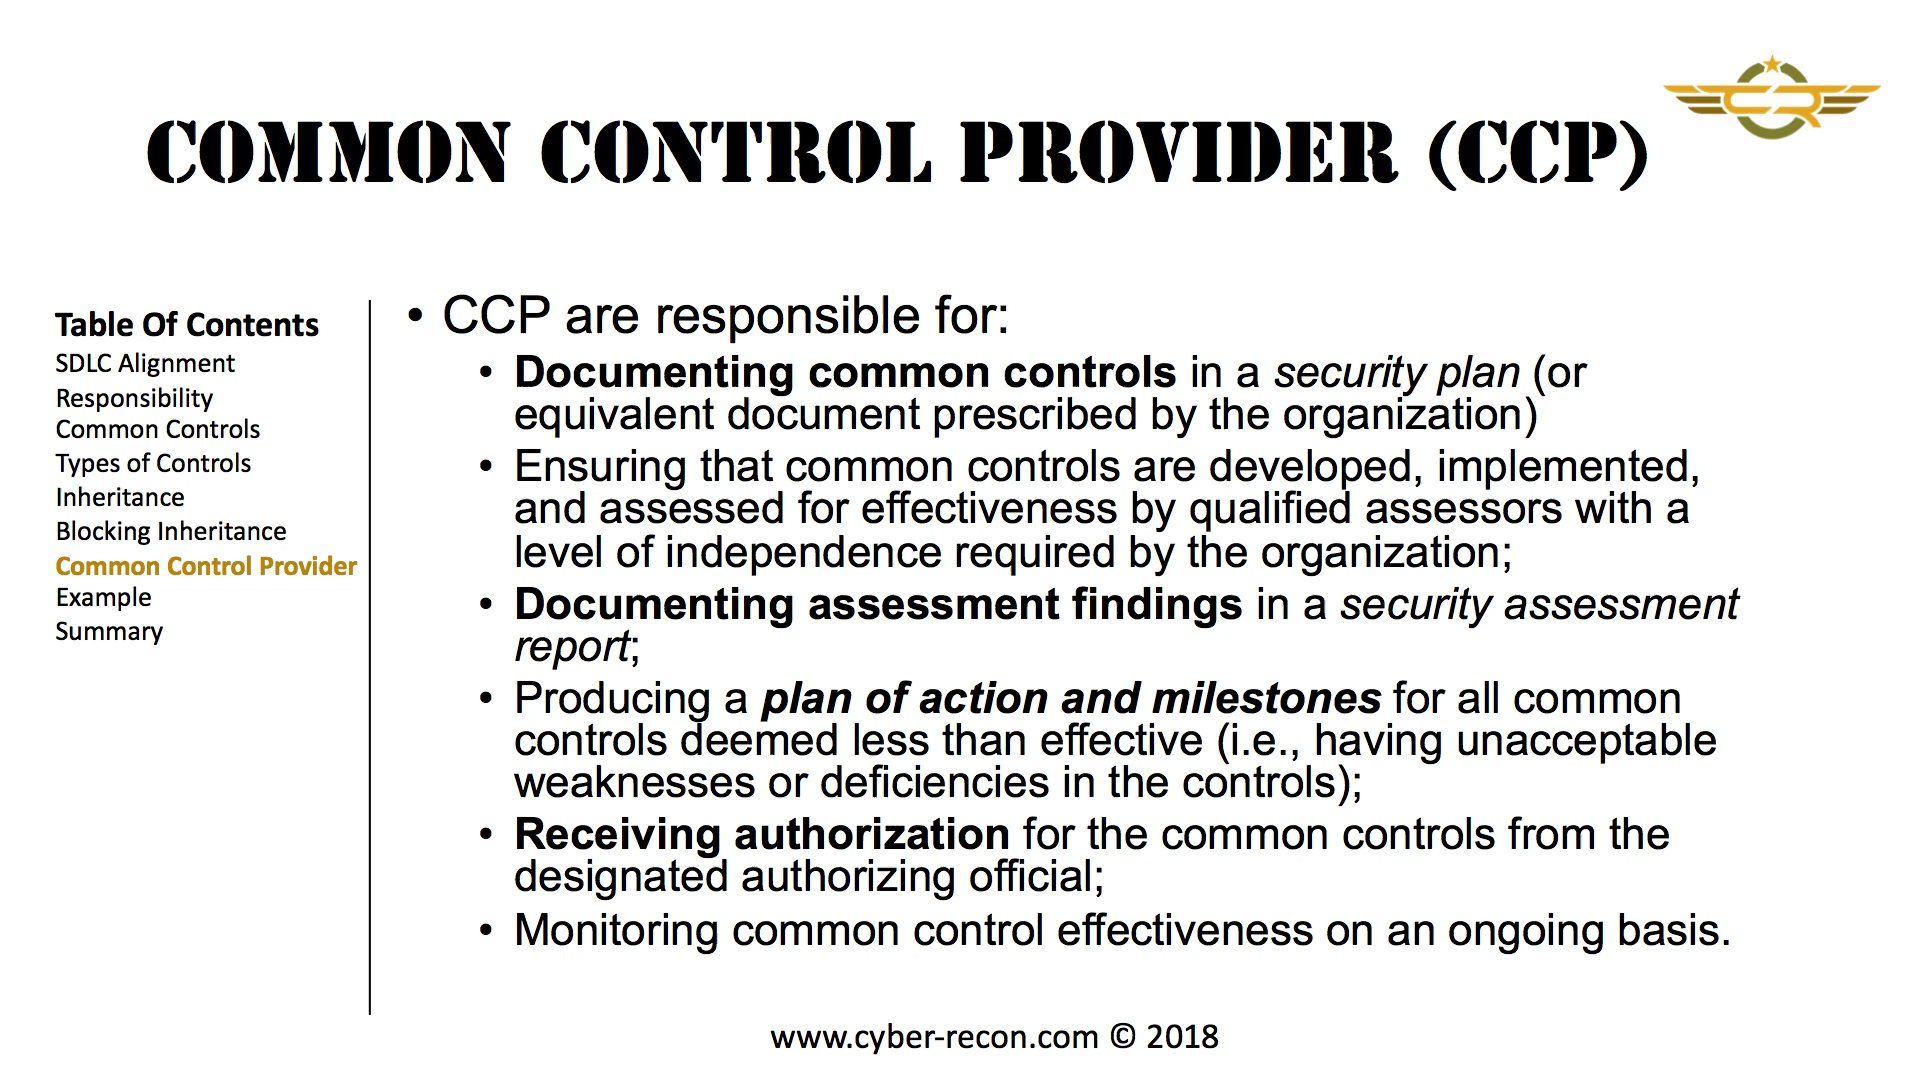 CR
COMMON CONTROL PROVIDER (CCP)
Table Of Contents
SDLC Alignment
Responsibility
Common Controls
Types of Controls
Inheritance
Blocking Inheritance
Common Control Provider
Example
Summary
• CCP are responsible for:
• Documenting common controls in a security plan (or
equivalent document prescribed by the organization)
• Ensuring that common controls are developed, implemented,
and assessed for effectiveness by qualified assessors with a
level of independence required by the organization;
• Documenting assessment findings in a security assessment
report;
• Producing a plan of action and milestones for all common
controls deemed less than effective (i.e., having unacceptable
weaknesses or deficiencies in the controls);
• Receiving authorization for the common controls from the
designated authorizing official;
• Monitoring common control effectiveness on an ongoing basis.
www.cyber-recon.com © 2018